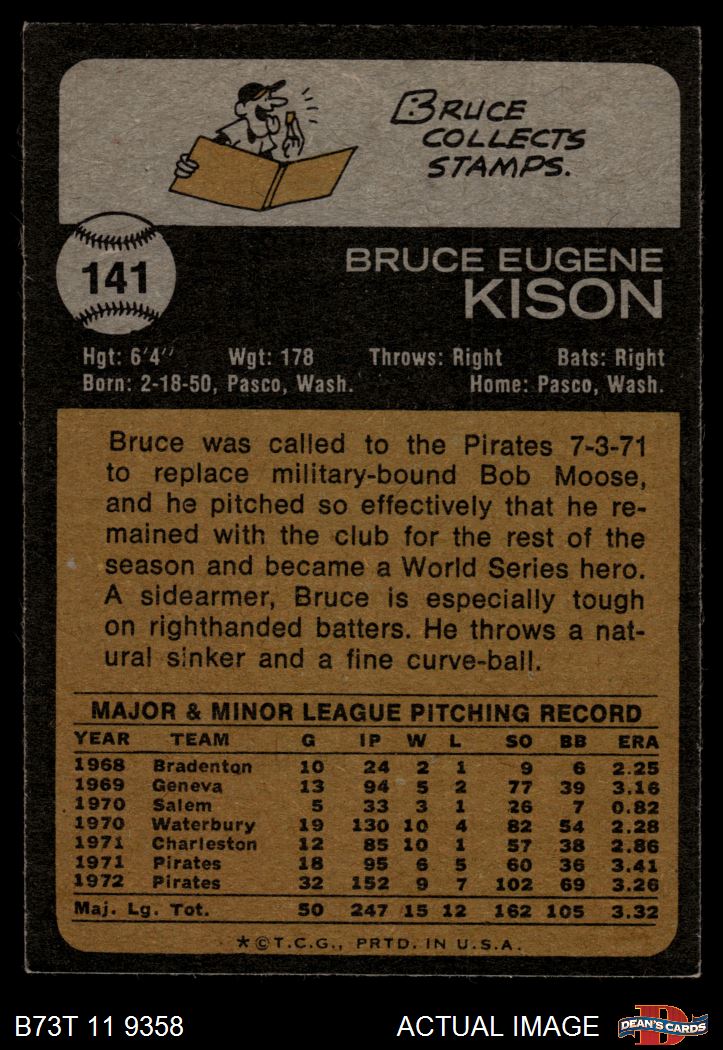 BRUCE
COLLECTS
STAMPS.
141
BRUCE EUGENE
KISON
Hgt: 6'4" Wgt: 178 Throws: Right Bats: Right
Born: 2-18-50, Pasco, Wash. Home: Pasco, Wash.
Bruce was called to the Pirates 7-3-71
to replace military-bound Bob Moose,
and he pitched so effectively that he re-
mained with the club for the rest of the
season and became a World Series hero.
A sidearmer, Bruce is especially tough
on righthanded batters. He throws a nat-
ural sinker and a fine curve-ball.
MAJOR & MINOR LEAGUE PITCHING RECORD
YEAR TEAM G IP W L SO BB ERA
1968 Bradenton 10 24 2 1 9 6 2.25
1969 Geneva 13 94 5 2 77 39 3.16
1970 Salem 5 33 3 1 26 7 0.82
1970 Waterbury 19 130 10 4 82 54 2.28
1971 Charleston 12 85 10 1 57 38 2.86
1971 Pirates 18 95 6 5 60 36 3.41
1972 Pirates 32 152 9 7 102 69 3.26
Maj. Lg. Tot. 50 247 15 12 162 105 3.32
*©T.C.G., PRTD. IN U.S.A.
B73T 11 9358 ACTUAL IMAGE D DEAN'S CARDS